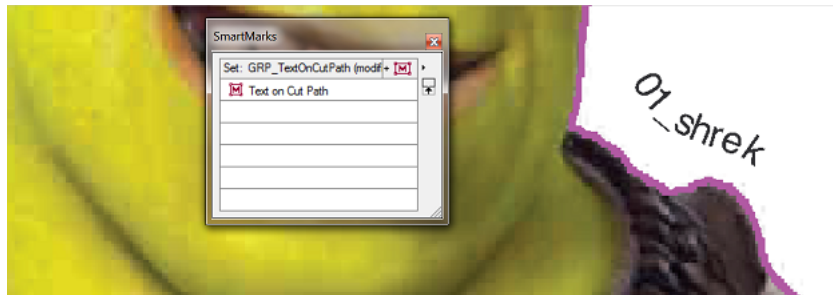 SmartMarks
Set: GRP_TextOnCutPath (modif
Text on Cut Path
01_shrek